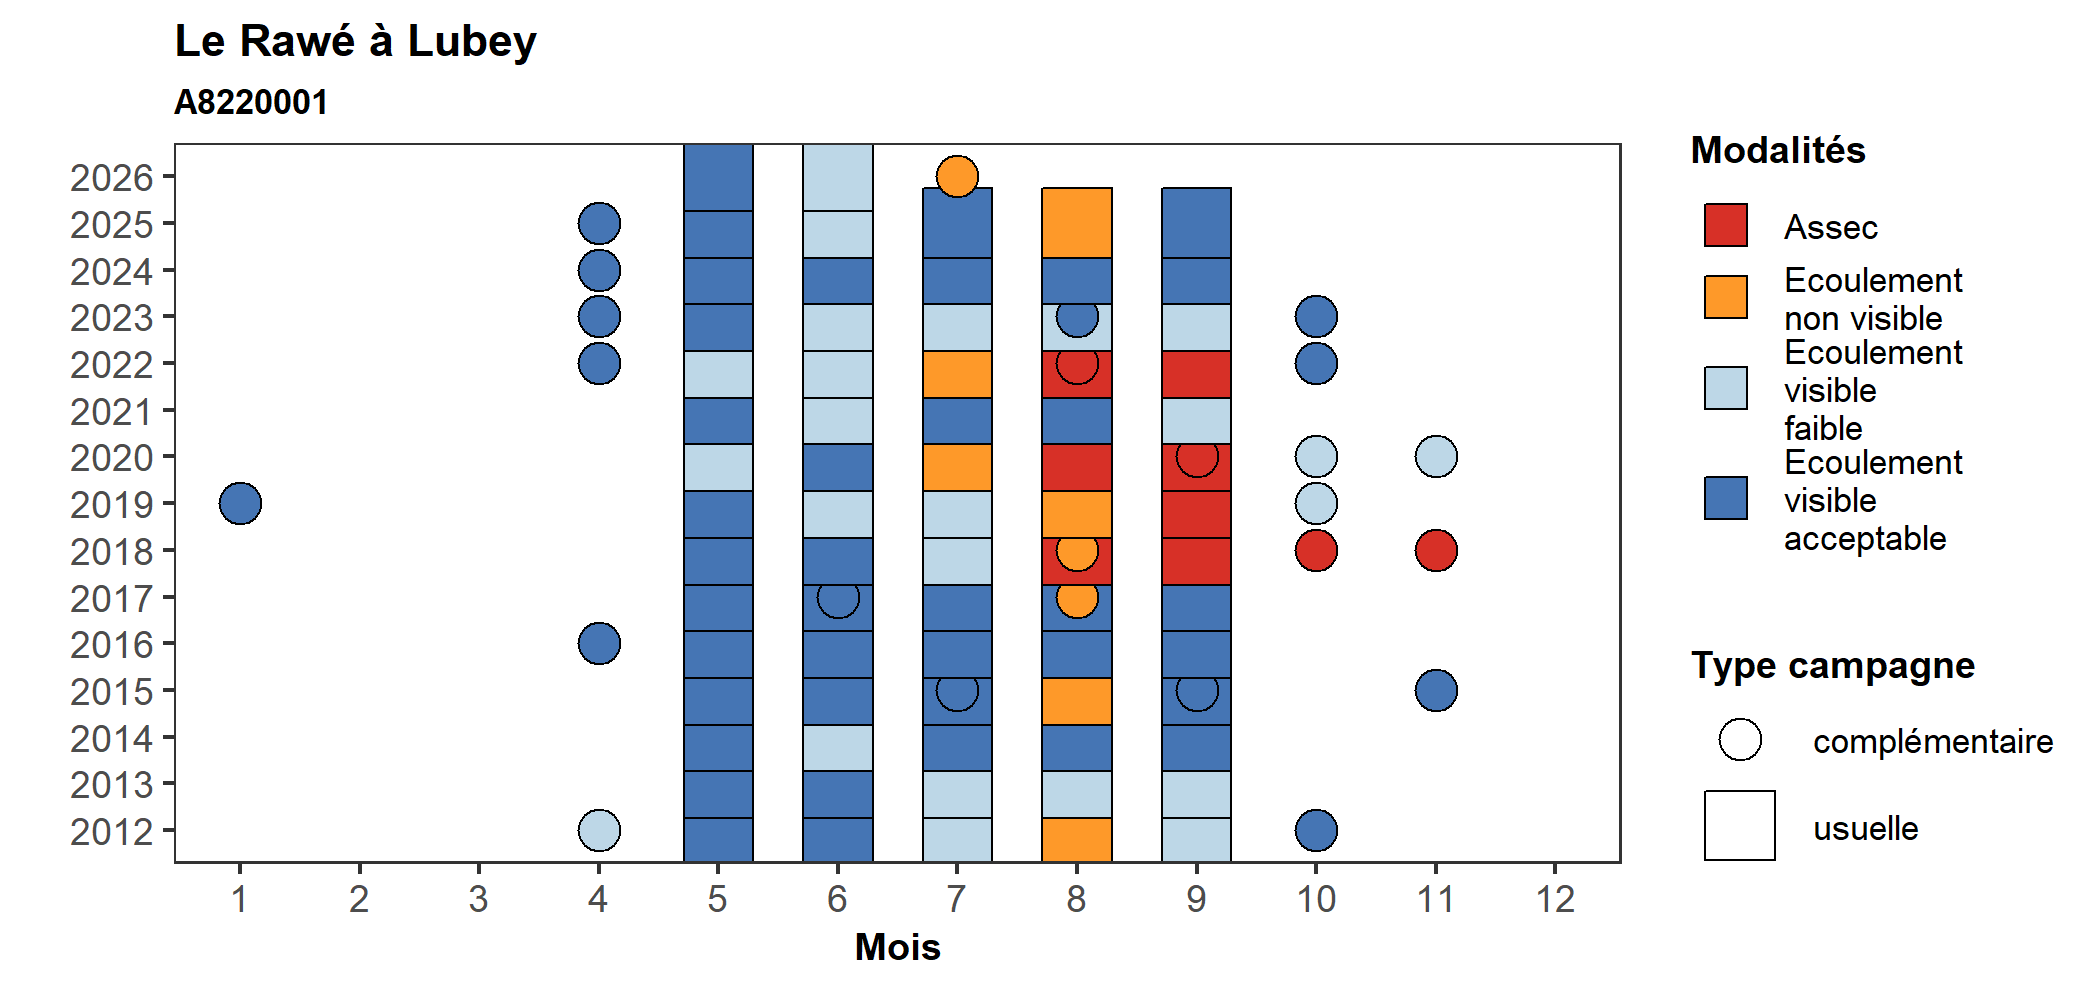 Le Rawé à Lubey
A8220001
2026
2025
2024
2023
2022
2021
2020
2019
2018
2017
2016
2015
2014
2013
2012
1 2 3 4 5 6 7 8 9 10 11 12
Mois
Modalités
Assec
Ecoulement
non visible
Ecoulement
visible
faible
Ecoulement
visible
acceptable
Type campagne
complémentaire
usuelle